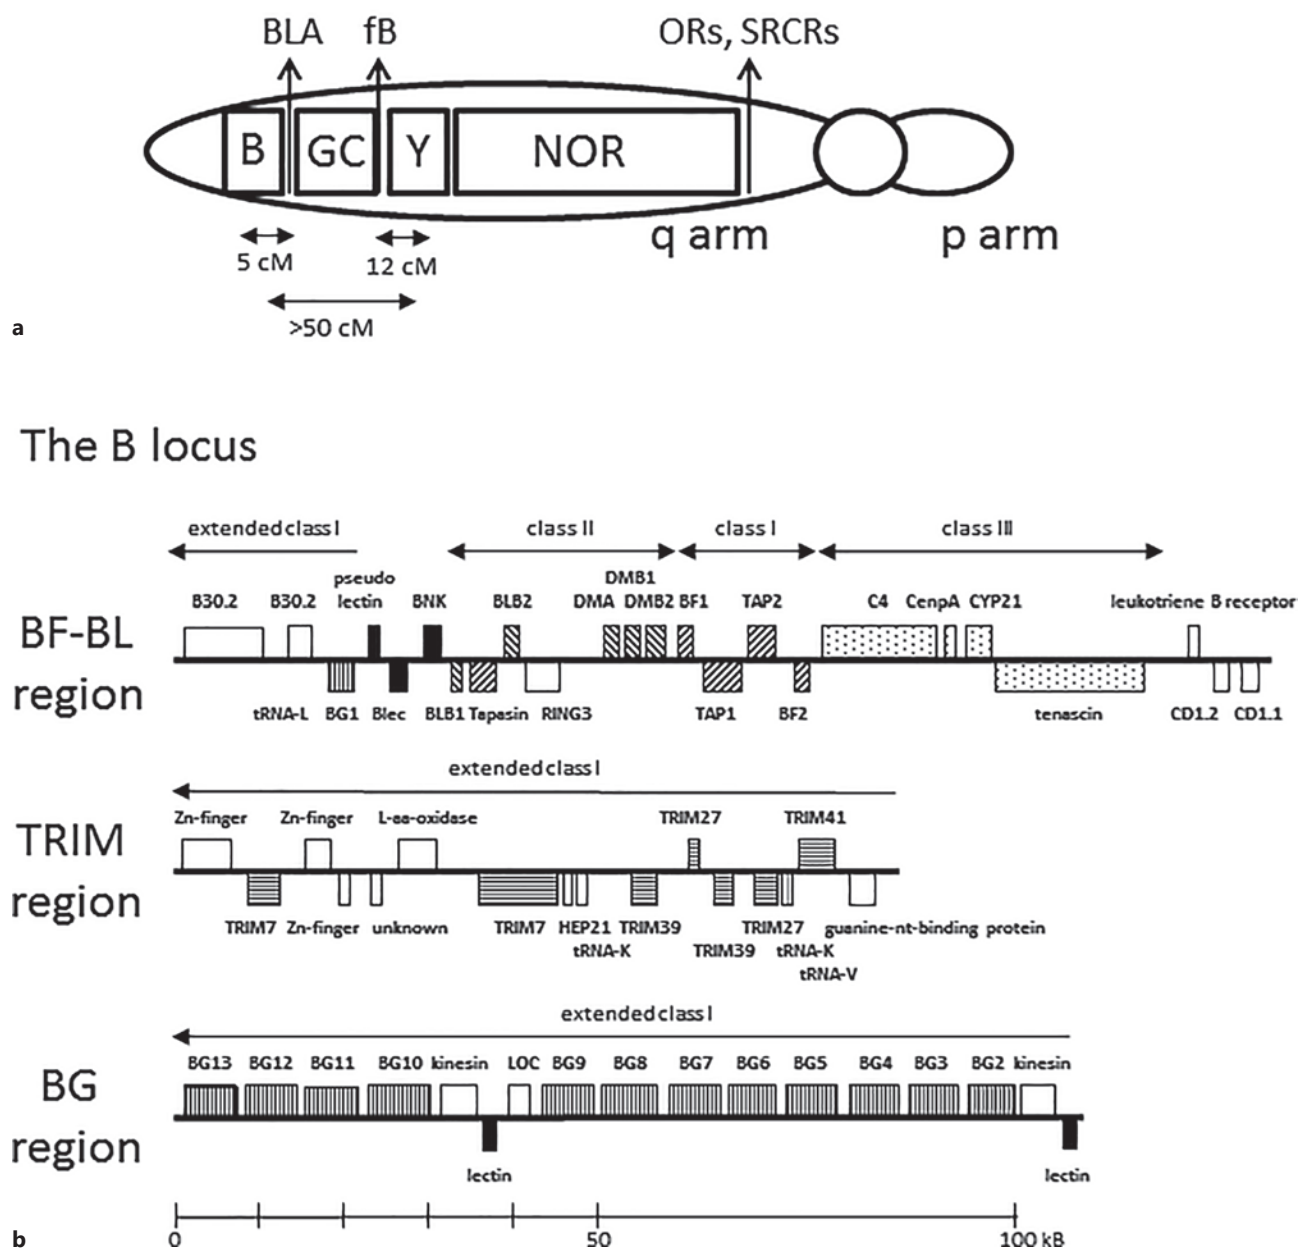 BLA fB ORs, SRCRs
B GC Y NOR
q arm p arm
5 cM 12 cM
>50 cM
a
The B locus
extended class I class II class I class III
pseudo DMB1
B30.2 B30.2 lectin BNK BLB2 DMA DMB2 BF1 TAP2 C4 CenpA CYP21 leukotriene B receptor
BF-BL
region
tRNA-L BG1 Blec BLB1 Tapasin RING3 TAP1 BF2 tenascin CD1.2 CD1.1
extended class I
Zn-finger Zn-finger L-aa-oxidase TRIM27 TRIM41
TRIM
region
TRIM7 Zn-finger unknown TRIM7 HEP21 TRIM39 TRIM27 guanine-nt-binding protein
tRNA-K TRIM39 tRNA-K
tRNA-V
extended class I
BG13 BG12 BG11 BG10 kinesin LOC BG9 BG8 BG7 BG6 BG5 BG4 BG3 BG2 kinesin
BG
region
lectin lectin
b
0 50 100 kB